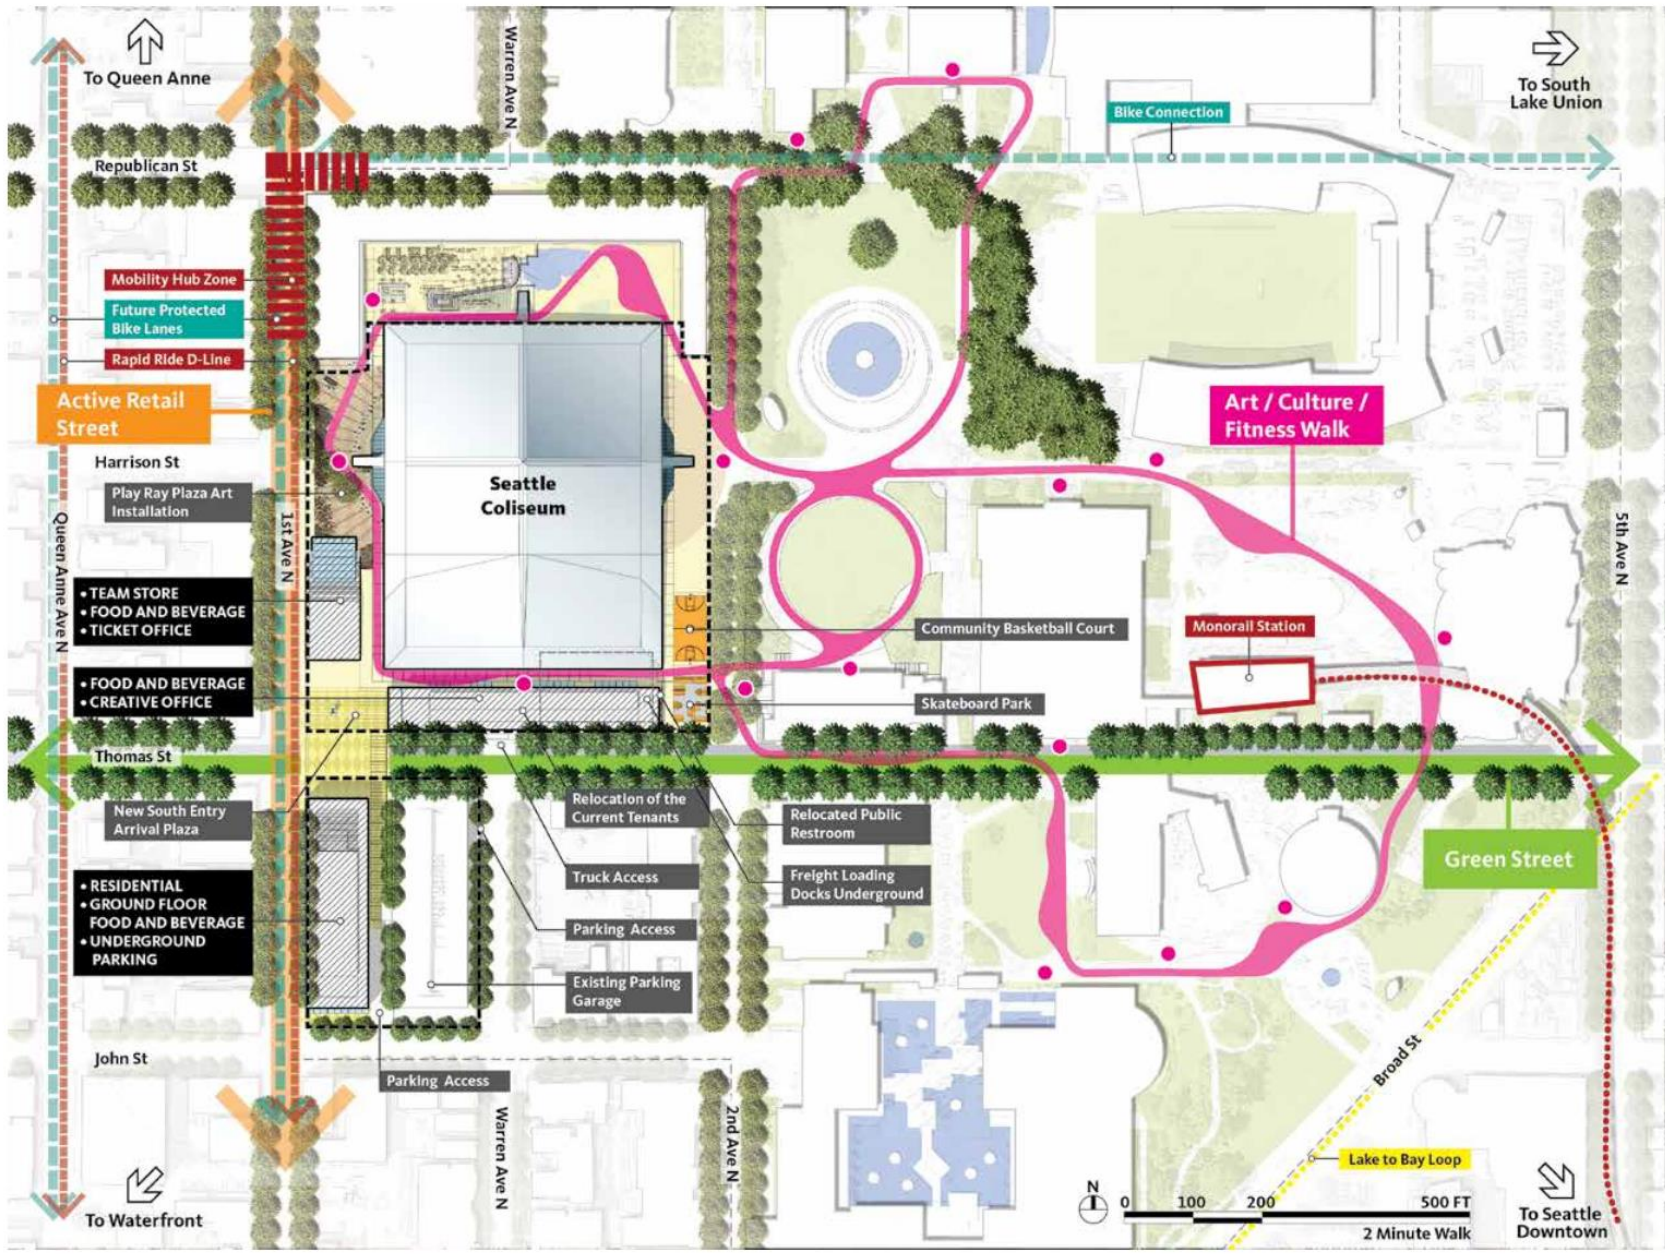 To Queen Anne
Warren Ave N
To South
Lake Union
Bike Connection
Republican St
Mobility Hub Zone
Future Protected
Bike Lanes
Rapid Ride D-Line
Active Retail
Street
Art / Culture /
Fitness Walk
Harrison St
Play Ray Plaza Art
Installation
Seattle
Coliseum
Queen Anne Ave N
1st Ave N
5th Ave N
• TEAM STORE
• FOOD AND BEVERAGE
• TICKET OFFICE
Community Basketball Court
Monorail Station
• FOOD AND BEVERAGE
• CREATIVE OFFICE
Skateboard Park
Thomas St
New South Entry
Arrival Plaza
Relocation of the
Current Tenants
Relocated Public
Restroom
Green Street
Truck Access
Freight Loading
Docks Underground
• RESIDENTIAL
• GROUND FLOOR
FOOD AND BEVERAGE
• UNDERGROUND
PARKING
Parking Access
Existing Parking
Garage
John St
Parking Access
Broad St
Warren Ave N
2nd Ave N
Lake to Bay Loop
To Waterfront
N
0 100 200 500 FT
2 Minute Walk
To Seattle
Downtown